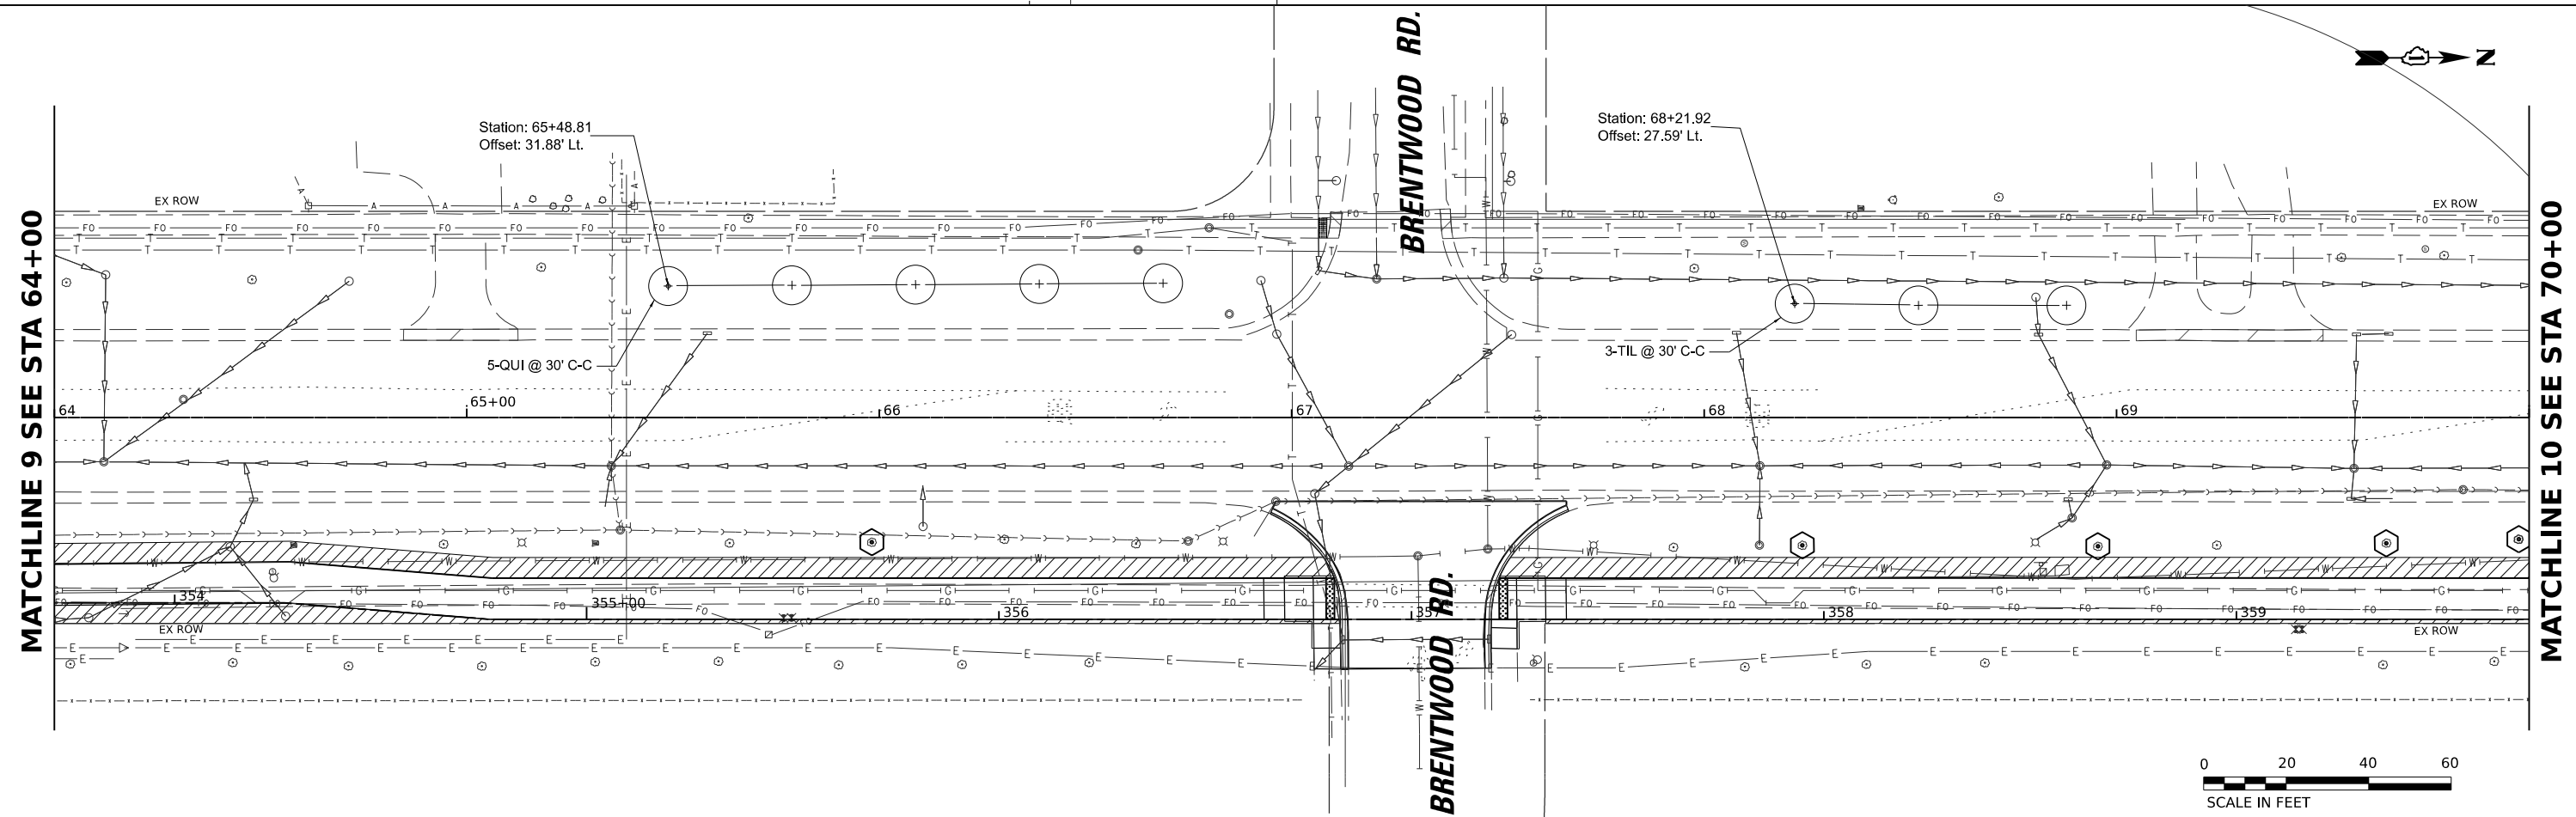 BRENTWOOD RD.
N
Station: 65+48.81
Offset: 31.88' Lt.
Station: 68+21.92
Offset: 27.59' Lt.
EX ROW
EX ROW
MATCHLINE 9 SEE STA 64+00
MATCHLINE 10 SEE STA 70+00
5-QUI @ 30' C-C
3-TIL @ 30' C-C
64
65+00
66
67
68
69
354
355+00
356
357
358
359
EX ROW
EX ROW
BRENTWOOD RD.
0 20 40 60
SCALE IN FEET